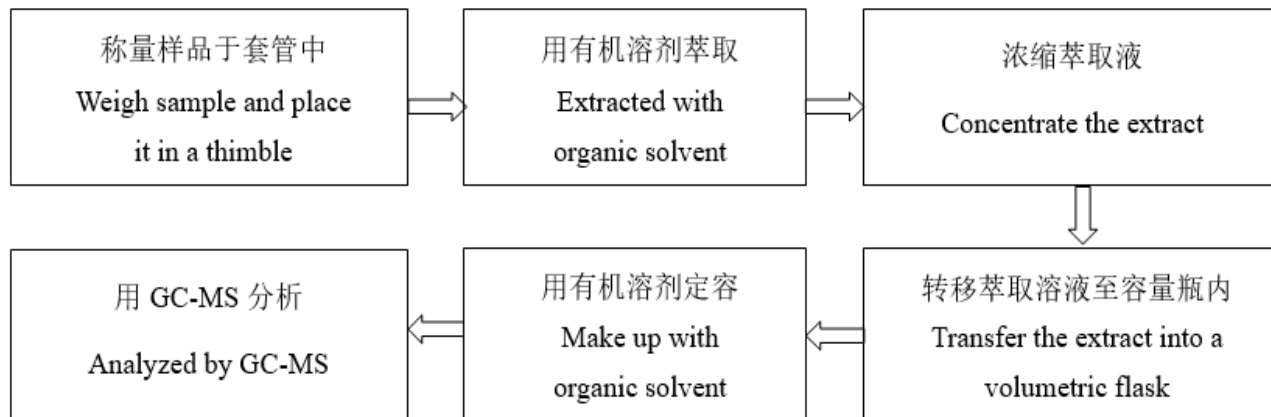 称量样品于套管中
Weigh sample and place
it in a thimble
用有机溶剂萃取
Extracted with
organic solvent
浓缩萃取液
Concentrate the extract
转移萃取溶液至容量瓶内
Transfer the extract into a
volumetric flask
用有机溶剂定容
Make up with
organic solvent
用 GC-MS 分析
Analyzed by GC-MS